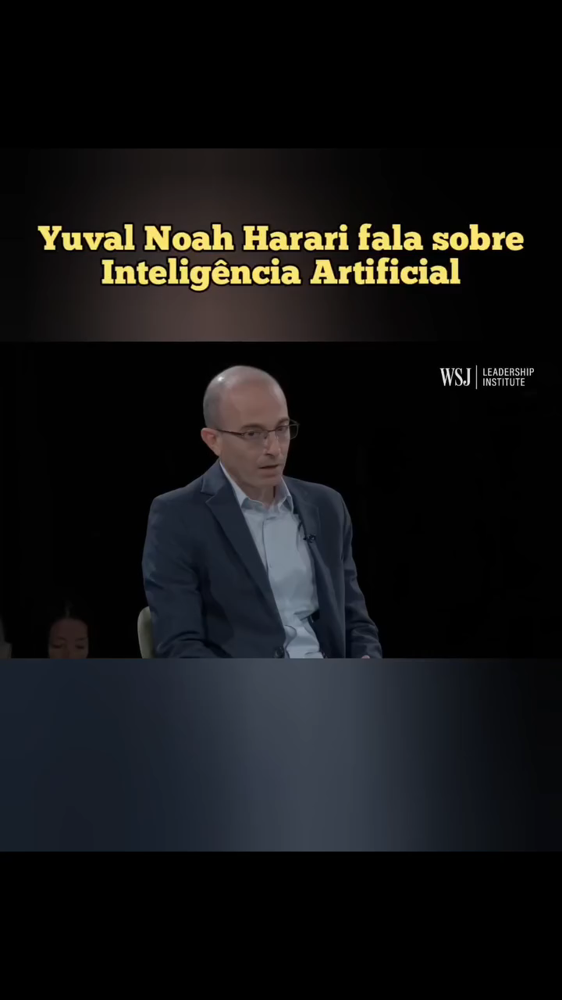 Yuval Noah Harari fala sobre
Inteligência Artificial
WSJ
LEADERSHIP
INSTITUTE